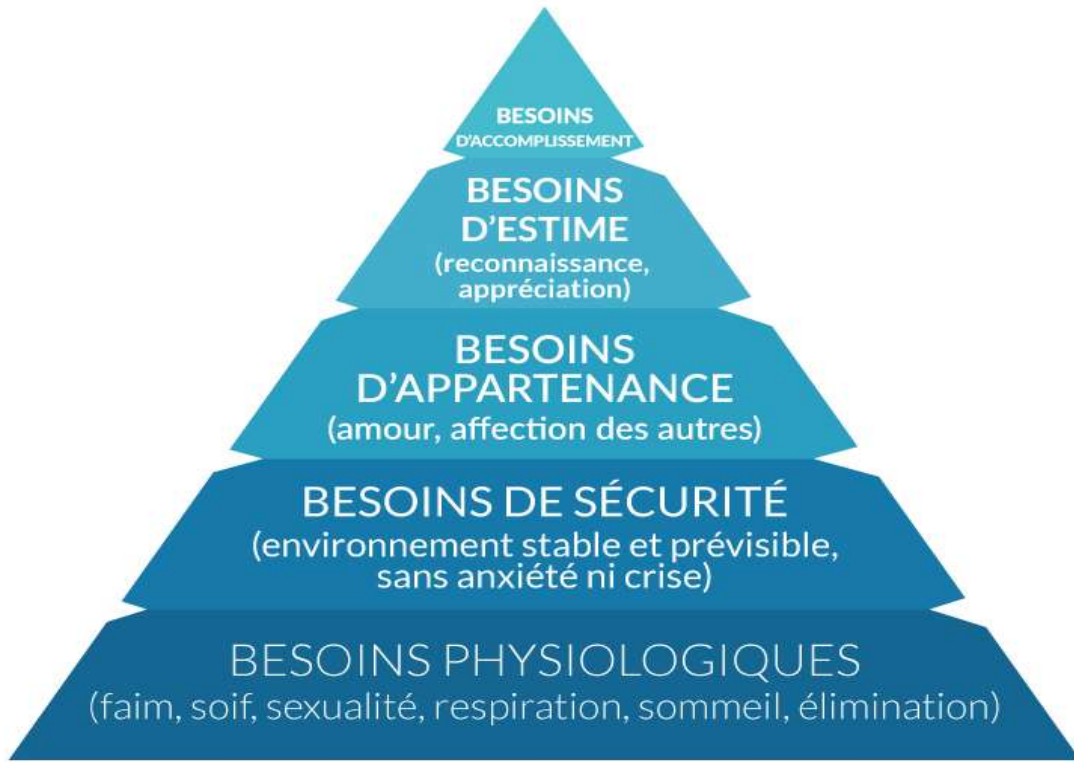 BESOINS
D'ACCOMPLISSEMENT
BESOINS
D'ESTIME
(reconnaissance,
appréciation)
BESOINS
D'APPARTENANCE
(amour, affection des autres)
BESOINS DE SÉCURITÉ
(environnement stable et prévisible,
sans anxiété ni crise)
BESOINS PHYSIOLOGIQUES
(faim, soif, sexualité, respiration, sommeil, élimination)